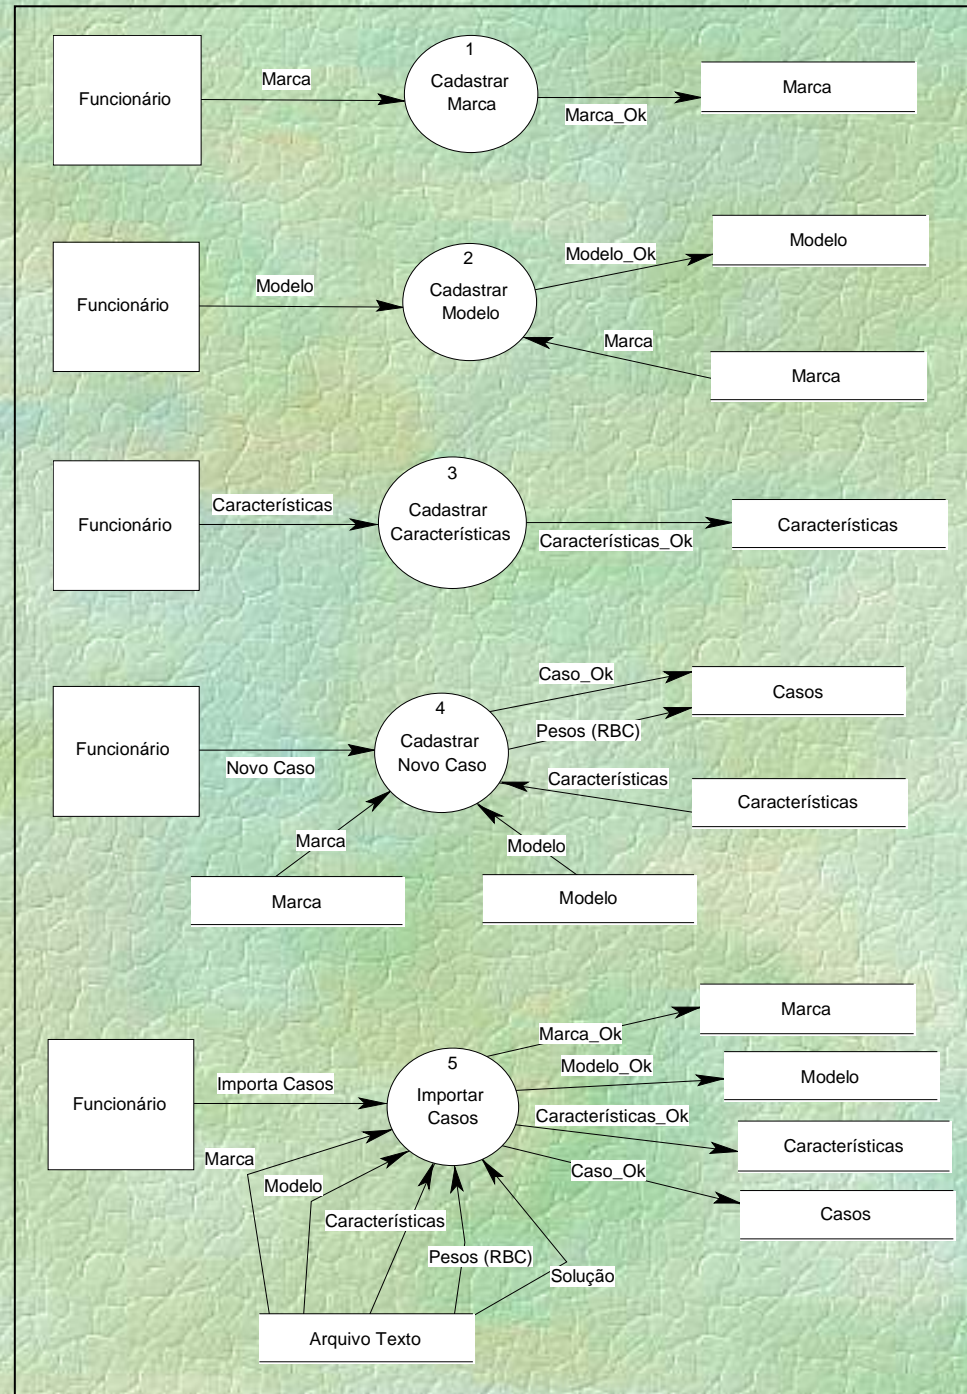 1
Funcionário
Marca
Cadastrar
Marca
Marca_Ok
Marca
2
Funcionário
Modelo
Cadastrar
Modelo
Modelo_Ok
Modelo
Marca
Marca
3
Funcionário
Características
Cadastrar
Características
Características_Ok
Características
4
Funcionário
Novo Caso
Cadastrar
Novo Caso
Caso_Ok
Casos
Pesos (RBC)
Características
Características
Marca
Marca
Modelo
Modelo
5
Funcionário
Importa Casos
Importar
Casos
Marca_Ok
Marca
Modelo_Ok
Modelo
Características_Ok
Características
Caso_Ok
Casos
Marca
Modelo
Características
Pesos (RBC)
Solução
Arquivo Texto